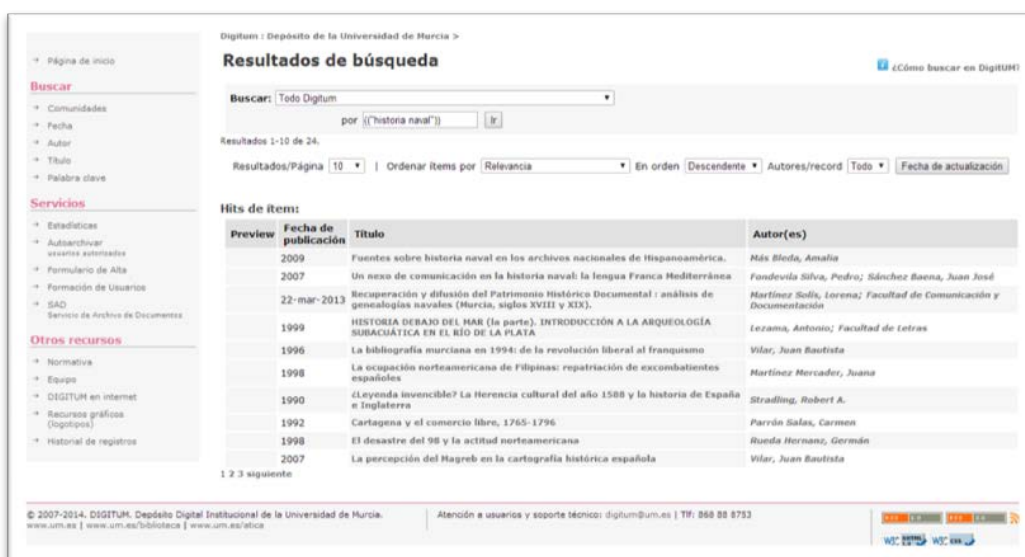 Digitum : Depósito de la Universidad de Murcia >
Página de inicio
Buscar
Comunidades
Fecha
Autor
Título
Palabra clave
Servicios
Estadísticas
Autoarchivar
usuarios autorizados
Formulario de Alta
Formación de Usuarios
SAD
Servicio de Archivo de Documentos
Otros recursos
Normativa
Equipo
DIGITUM en internet
Recursos gráficos
(logotipos)
Historial de registros
Resultados de búsqueda
¿Cómo buscar en DigitUM?
Buscar: Todo Digitum
por (("historia naval")) Ir
Resultados 1-10 de 24.
Resultados/Página 10 | Ordenar ítems por Relevancia En orden Descendente Autores/record Todo Fecha de actualización
Hits de ítem:
Preview Fecha de publicación Título Autor(es)
2009 Fuentes sobre historia naval en los archivos nacionales de Hispanoamérica. Más Bleda, Amalia
2007 Un nexo de comunicación en la historia naval: la lengua Franca Mediterránea Fondevila Silva, Pedro; Sánchez Baena, Juan José
22-mar-2013 Recuperación y difusión del Patrimonio Histórico Documental : análisis de genealogías navales (Murcia, siglos XVIII y XIX). Martínez Solís, Lorena; Facultad de Comunicación y Documentación
1999 HISTORIA DEBAJO DEL MAR (1a parte). INTRODUCCIÓN A LA ARQUEOLOGÍA SUBACUÁTICA EN EL RÍO DE LA PLATA Lezama, Antonio; Facultad de Letras
1996 La bibliografía murciana en 1994: de la revolución liberal al franquismo Vilar, Juan Bautista
1998 La ocupación norteamericana de Filipinas: repatriación de excombatientes españoles Martínez Mercader, Juana
1990 ¿Leyenda invencible? La Herencia cultural del año 1588 y la historia de España e Inglaterra Stradling, Robert A.
1992 Cartagena y el comercio libre, 1765-1796 Parrón Salas, Carmen
1998 El desastre del 98 y la actitud norteamericana Rueda Hernanz, Germán
2007 La percepción del Magreb en la cartografía histórica española Vilar, Juan Bautista
1 2 3 siguiente
© 2007-2014. DIGITUM. Depósito Digital Institucional de la Universidad de Murcia.
www.um.es | www.um.es/biblioteca | www.um.es/atica
Atención a usuarios y soporte técnico: digitum@um.es | Tlf: 868 88 8753
W3C W3C css